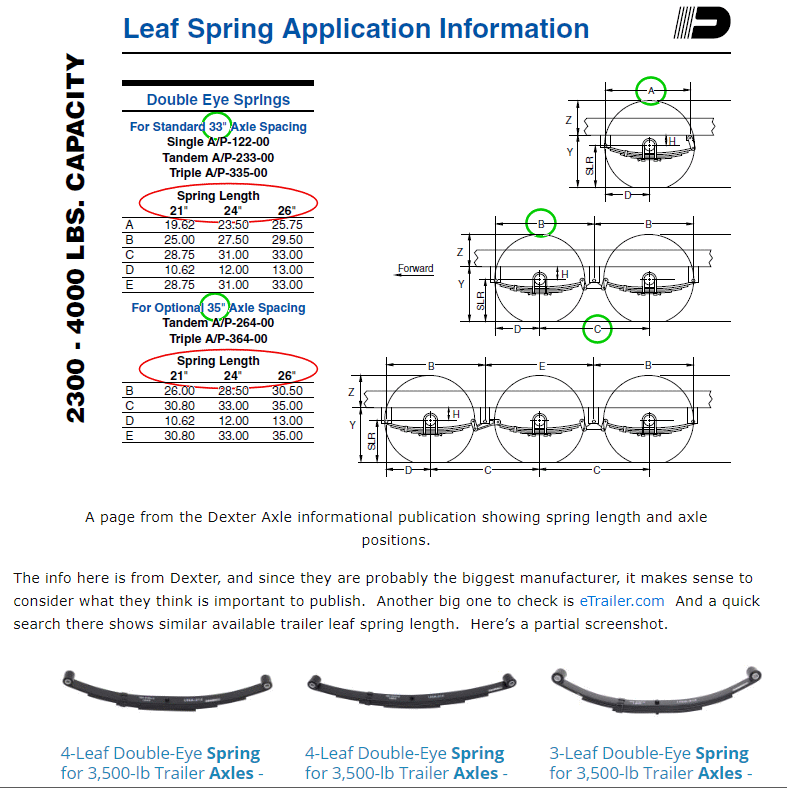 Leaf Spring Application Information
2300 - 4000 LBS. CAPACITY
Double Eye Springs
For Standard 33" Axle Spacing
Single A/P-122-00
Tandem A/P-233-00
Triple A/P-335-00
Spring Length
21" 24" 26"
A 19.62 23.50 25.75
B 25.00 27.50 29.50
C 28.75 31.00 33.00
D 10.62 12.00 13.00
E 28.75 31.00 33.00
For Optional 35" Axle Spacing
Tandem A/P-264-00
Triple A/P-364-00
Spring Length
21" 24" 26"
B 26.00 28.50 30.50
C 30.80 33.00 35.00
D 10.62 12.00 13.00
E 30.80 33.00 35.00
A
Z
H
Y
SLR
D
B B
Z
Forward
H
Y
SLR
D C
B E B
Z
H
Y
SLR
D C C
A page from the Dexter Axle informational publication showing spring length and axle
positions.
The info here is from Dexter, and since they are probably the biggest manufacturer, it makes sense to
consider what they think is important to publish.  Another big one to check is eTrailer.com  And a quick
search there shows similar available trailer leaf spring length.  Here's a partial screenshot.
4-Leaf Double-Eye Spring
for 3,500-lb Trailer Axles -
4-Leaf Double-Eye Spring
for 3,500-lb Trailer Axles -
3-Leaf Double-Eye Spring
for 3,500-lb Trailer Axles -